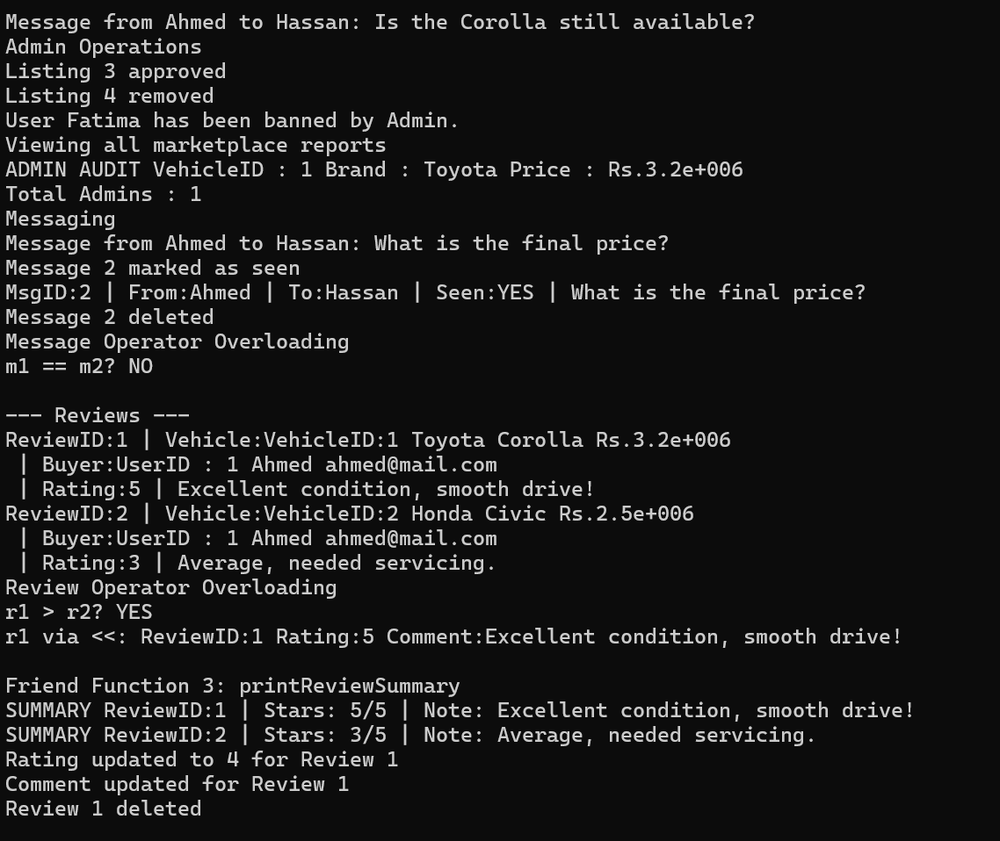 Message from Ahmed to Hassan: Is the Corolla still available?
Admin Operations
Listing 3 approved
Listing 4 removed
User Fatima has been banned by Admin.
Viewing all marketplace reports
ADMIN AUDIT VehicleID : 1 Brand : Toyota Price : Rs.3.2e+006
Total Admins : 1
Messaging
Message from Ahmed to Hassan: What is the final price?
Message 2 marked as seen
MsgID:2 | From:Ahmed | To:Hassan | Seen:YES | What is the final price?
Message 2 deleted
Message Operator Overloading
m1 == m2? NO

--- Reviews ---
ReviewID:1 | Vehicle:VehicleID:1 Toyota Corolla Rs.3.2e+006
 | Buyer:UserID : 1 Ahmed ahmed@mail.com
 | Rating:5 | Excellent condition, smooth drive!
ReviewID:2 | Vehicle:VehicleID:2 Honda Civic Rs.2.5e+006
 | Buyer:UserID : 1 Ahmed ahmed@mail.com
 | Rating:3 | Average, needed servicing.
Review Operator Overloading
r1 > r2? YES
r1 via <<: ReviewID:1 Rating:5 Comment:Excellent condition, smooth drive!

Friend Function 3: printReviewSummary
SUMMARY ReviewID:1 | Stars: 5/5 | Note: Excellent condition, smooth drive!
SUMMARY ReviewID:2 | Stars: 3/5 | Note: Average, needed servicing.
Rating updated to 4 for Review 1
Comment updated for Review 1
Review 1 deleted